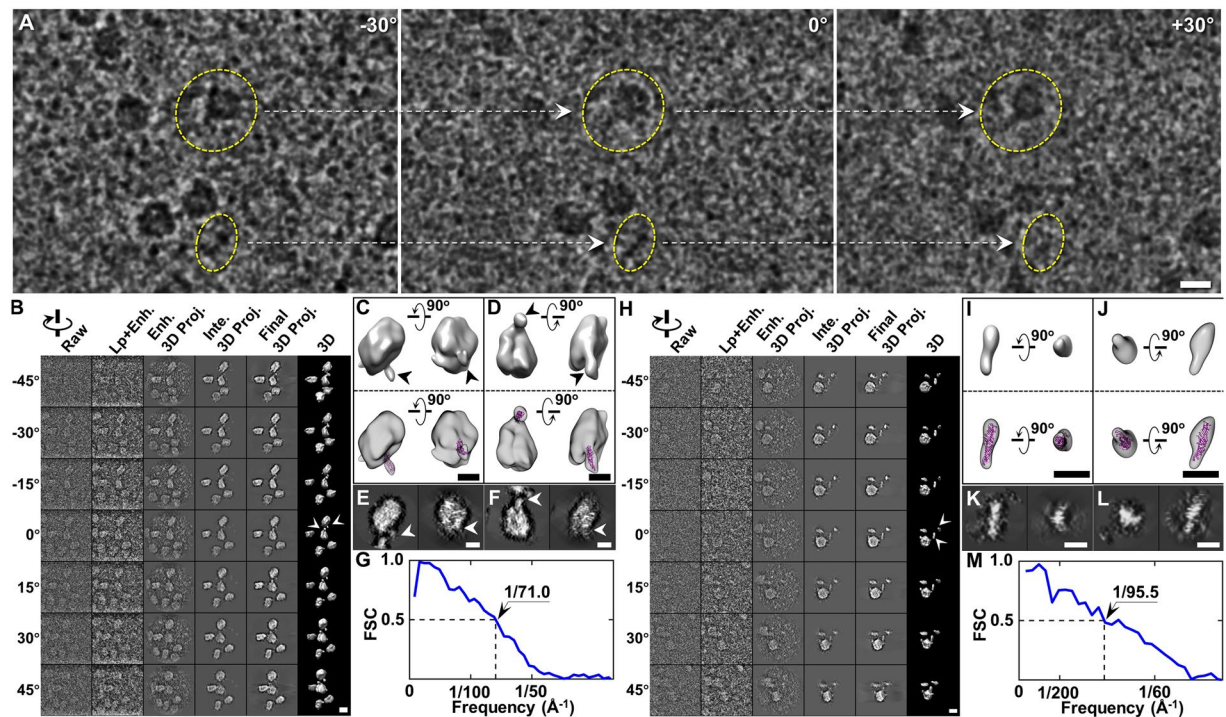 A
-30°
0°
+30°
B
Raw
Lp+Enh.
Enh.
3D Proj.
Inte.
3D Proj.
Final
3D Proj.
3D
-45°
-30°
-15°
0°
15°
30°
45°
C
90°
D
90°
90°
90°
E
F
G
1.0
0.5
FSC
1/71.0
0
1/100
1/50
Frequency (Å-1)
H
Raw
Lp+Enh.
Enh.
3D Proj.
Inte.
3D Proj.
Final
3D Proj.
3D
-45°
-30°
-15°
0°
15°
30°
45°
I
90°
J
90°
90°
90°
K
L
M
1.0
0.5
FSC
1/95.5
0
1/200
1/60
Frequency (Å-1)